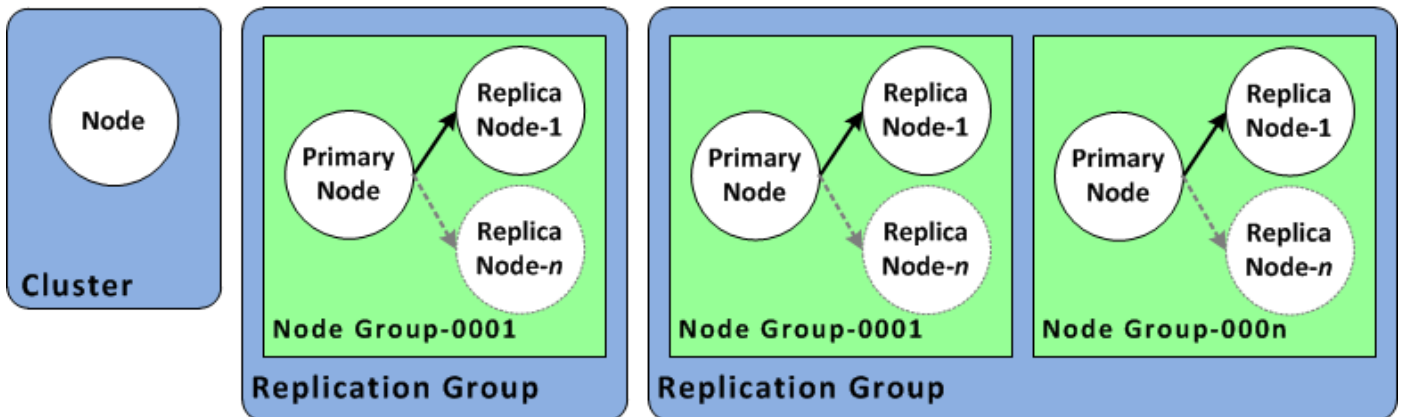 Node
Cluster
Primary
Node
Replica
Node-1
Replica
Node-n
Node Group-0001
Replication Group
Primary
Node
Replica
Node-1
Replica
Node-n
Node Group-0001
Primary
Node
Replica
Node-1
Replica
Node-n
Node Group-000n
Replication Group